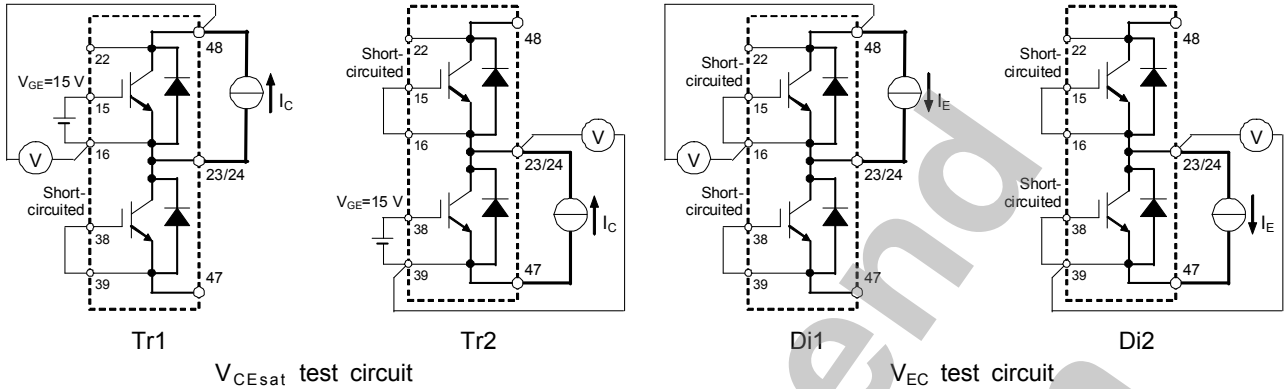 22
48
V_GE=15 V
15
16
I_C
V
23/24
Short-
circuited
38
39
47
Tr1
Short-
circuited
22
48
15
16
V
23/24
V_GE=15 V
38
39
I_C
47
Tr2
V_CEsat test circuit
22
48
Short-
circuited
15
16
I_E
V
23/24
Short-
circuited
38
39
47
Di1
Short-
circuited
22
48
15
16
V
23/24
Short-
circuited
38
39
I_E
47
Di2
V_EC test circuit
end